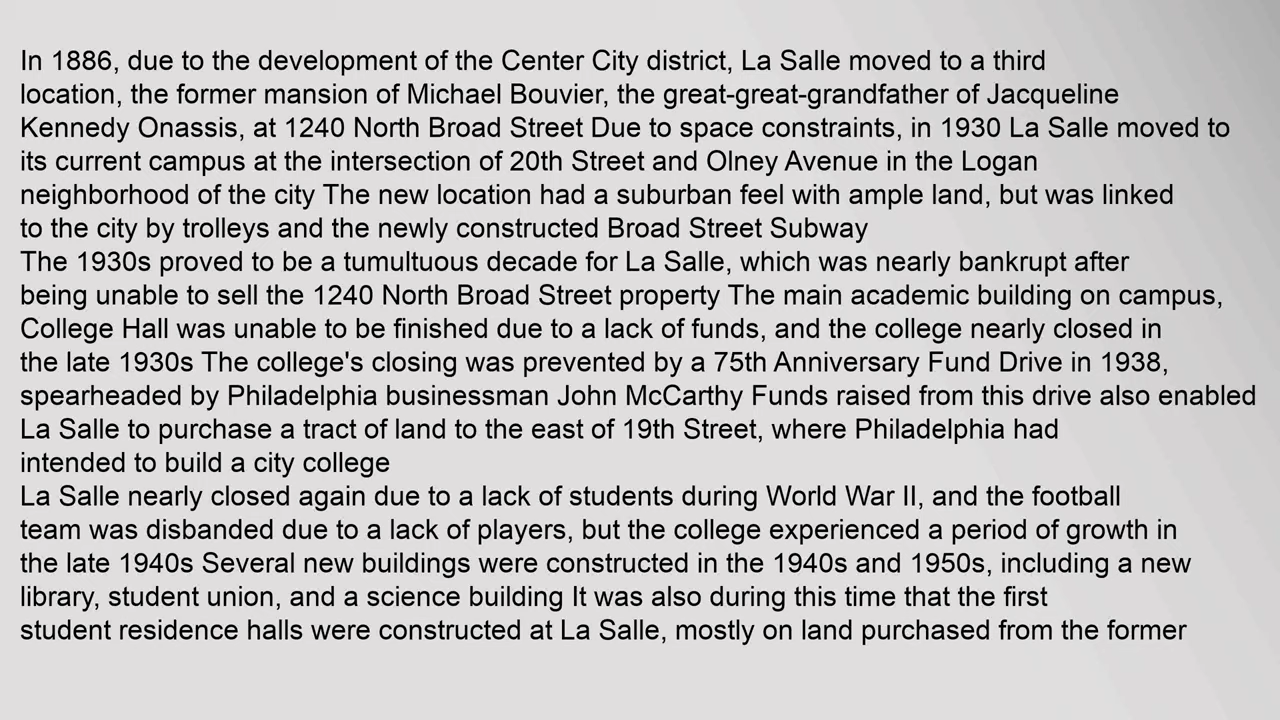 In 1886, due to the development of the Center City district, La Salle moved to a third
location, the former mansion of Michael Bouvier, the great-great-grandfather of Jacqueline
Kennedy Onassis, at 1240 North Broad Street Due to space constraints, in 1930 La Salle moved to
its current campus at the intersection of 20th Street and Olney Avenue in the Logan
neighborhood of the city The new location had a suburban feel with ample land, but was linked
to the city by trolleys and the newly constructed Broad Street Subway
The 1930s proved to be a tumultuous decade for La Salle, which was nearly bankrupt after
being unable to sell the 1240 North Broad Street property The main academic building on campus,
College Hall was unable to be finished due to a lack of funds, and the college nearly closed in
the late 1930s The college's closing was prevented by a 75th Anniversary Fund Drive in 1938,
spearheaded by Philadelphia businessman John McCarthy Funds raised from this drive also enabled
La Salle to purchase a tract of land to the east of 19th Street, where Philadelphia had
intended to build a city college
La Salle nearly closed again due to a lack of students during World War II, and the football
team was disbanded due to a lack of players, but the college experienced a period of growth in
the late 1940s Several new buildings were constructed in the 1940s and 1950s, including a new
library, student union, and a science building It was also during this time that the first
student residence halls were constructed at La Salle, mostly on land purchased from the former